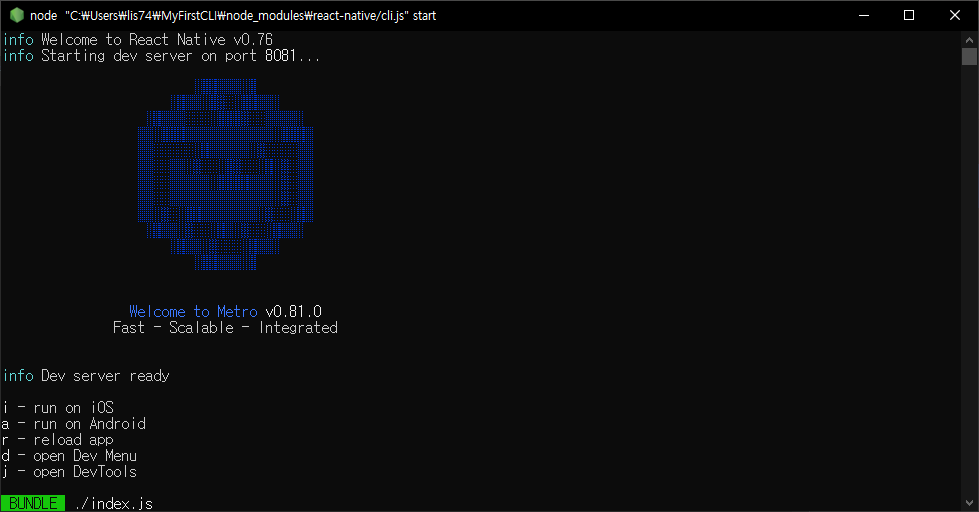 node "C:₩Users₩lis74₩MyFirstCLI₩node_modules₩react-native/cli.js" start
info Welcome to React Native v0.76
info Starting dev server on port 8081...
Welcome to Metro v0.81.0
Fast - Scalable - Integrated
info Dev server ready
i - run on iOS
a - run on Android
r - reload app
d - open Dev Menu
j - open DevTools
BUNDLE ./index.js